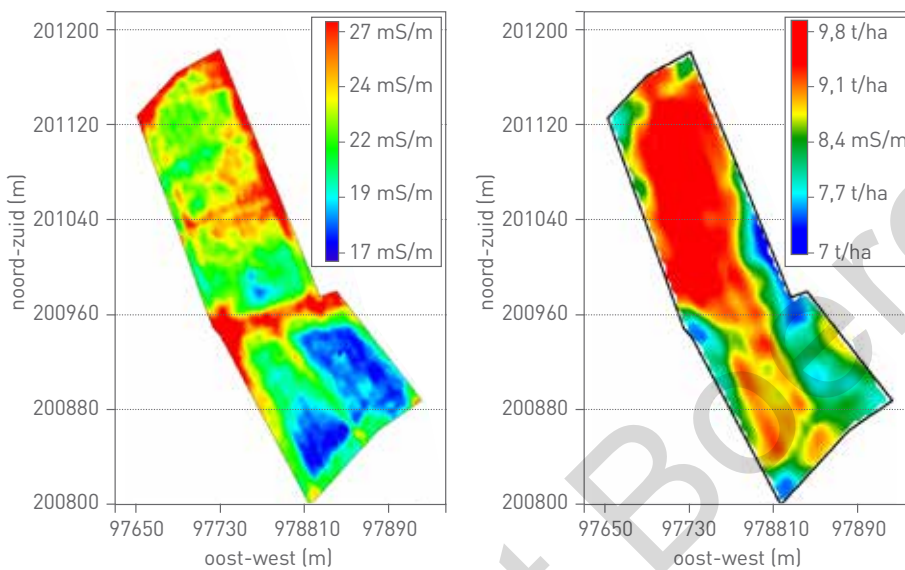 201200
201120
201040
200960
200880
200800
noord-zuid (m)
97650 97730 978810 97890
oost-west (m)
27 mS/m
24 mS/m
22 mS/m
19 mS/m
17 mS/m
201200
201120
201040
200960
200880
200800
noord-zuid (m)
97650 97730 978810 97890
oost-west (m)
9,8 t/ha
9,1 t/ha
8,4 mS/m
7,7 t/ha
7 t/ha